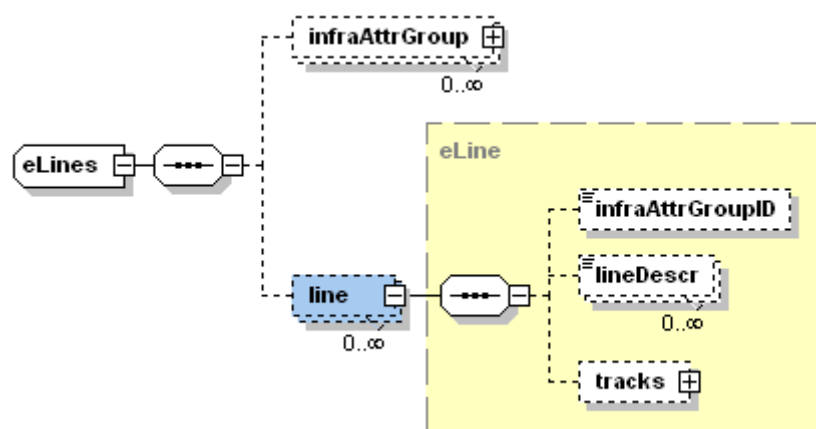 infraAttrGroup
0..∞
eLines
eLine
infraAttrGroupID
lineDescr
0..∞
line
0..∞
tracks